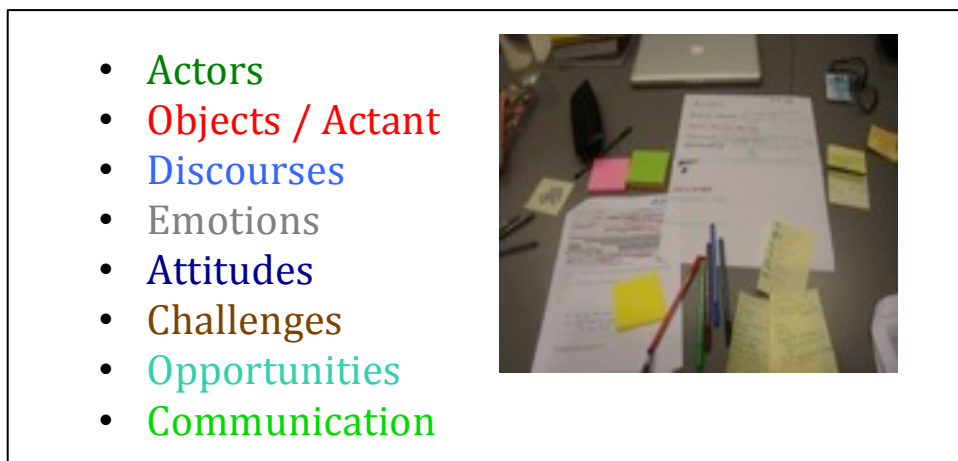 • Actors
• Objects / Actant
• Discourses
• Emotions
• Attitudes
• Challenges
• Opportunities
• Communication